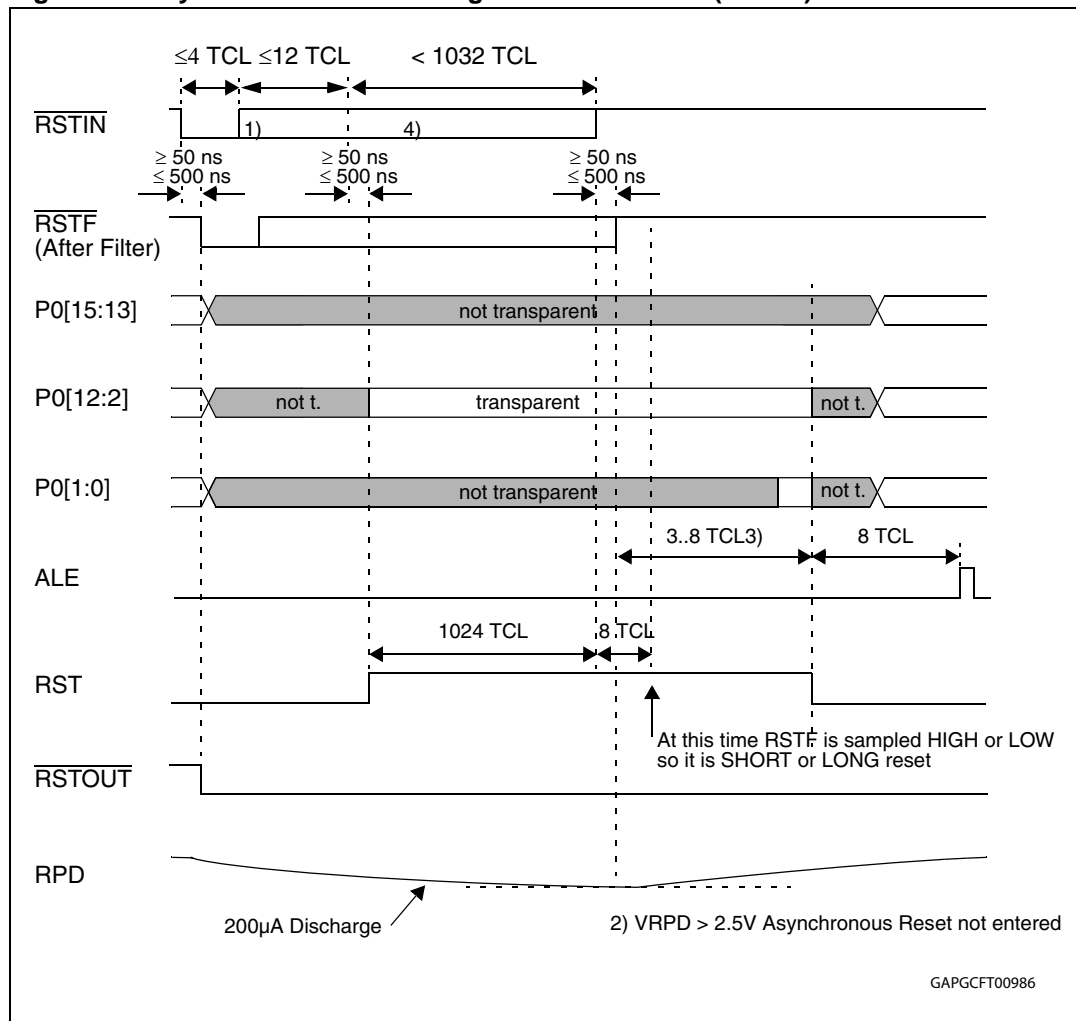 ≤4 TCL ≤12 TCL < 1032 TCL
RSTIN
1) 4)
≥ 50 ns ≥ 50 ns ≥ 50 ns
≤ 500 ns ≤ 500 ns ≤ 500 ns
RSTF
(After Filter)
P0[15:13] not transparent
P0[12:2] not t. transparent not t.
P0[1:0] not transparent not t.
3..8 TCL3) 8 TCL
ALE
1024 TCL 8 TCL
RST
At this time RSTF is sampled HIGH or LOW
so it is SHORT or LONG reset
RSTOUT
RPD
200µA Discharge 2) VRPD > 2.5V Asynchronous Reset not entered
GAPGCFT00986